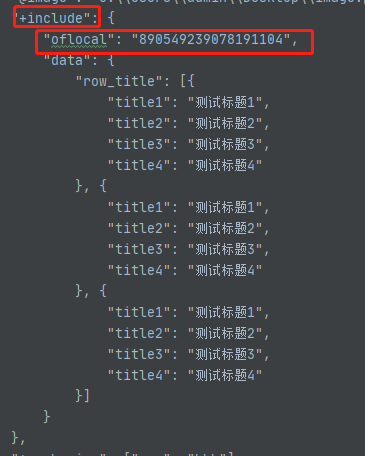 "+include": {
"oflocal": "890549239078191104",
"data": {
"row_title": [{
"title1": "测试标题1",
"title2": "测试标题2",
"title3": "测试标题3",
"title4": "测试标题4"
}, {
"title1": "测试标题1",
"title2": "测试标题2",
"title3": "测试标题3",
"title4": "测试标题4"
}, {
"title1": "测试标题1",
"title2": "测试标题2",
"title3": "测试标题3",
"title4": "测试标题4"
}]
}
},